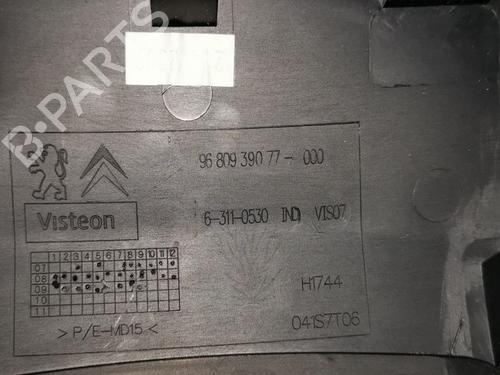 B-PARTS
96 809 390 77- 000
Visteon
6-311-0530 IND VIS07
1 2 3 4 5 6 7 8 9 10 11 12
07
08
09
10
11
H1744
>P/E-MD15<
041S7T06